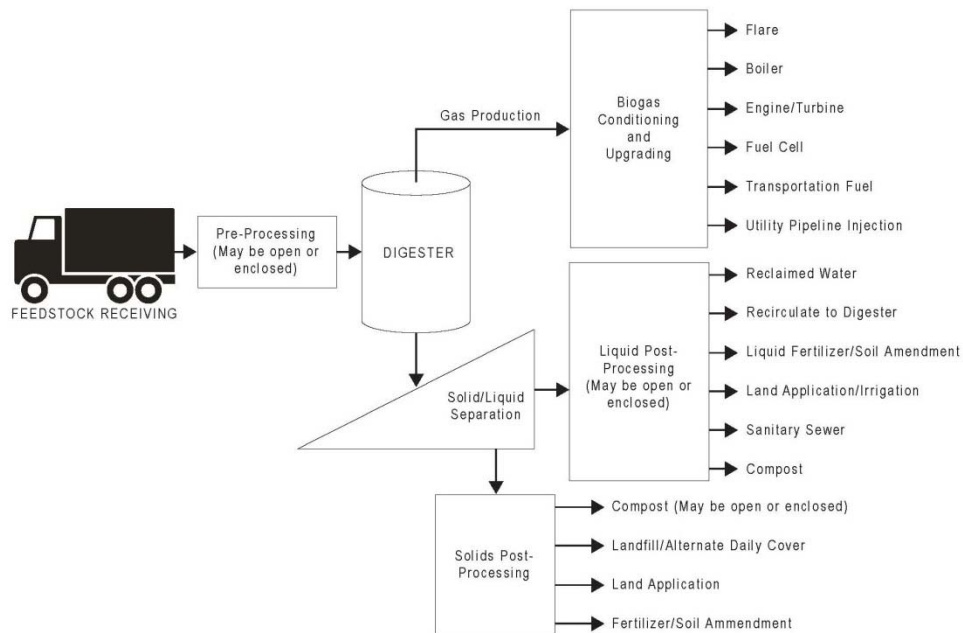 Flare
Boiler
Engine/Turbine
Fuel Cell
Transportation Fuel
Utility Pipeline Injection
Biogas
Conditioning
and
Upgrading
Gas Production
Pre-Processing
(May be open or
enclosed)
DIGESTER
FEEDSTOCK RECEIVING
Reclaimed Water
Recirculate to Digester
Liquid Fertilizer/Soil Amendment
Land Application/Irrigation
Sanitary Sewer
Compost
Liquid Post-
Processing
(May be open or
enclosed)
Solid/Liquid
Separation
Compost (May be open or enclosed)
Landfill/Alternate Daily Cover
Land Application
Fertilizer/Soil Ammendment
Solids Post-
Processing